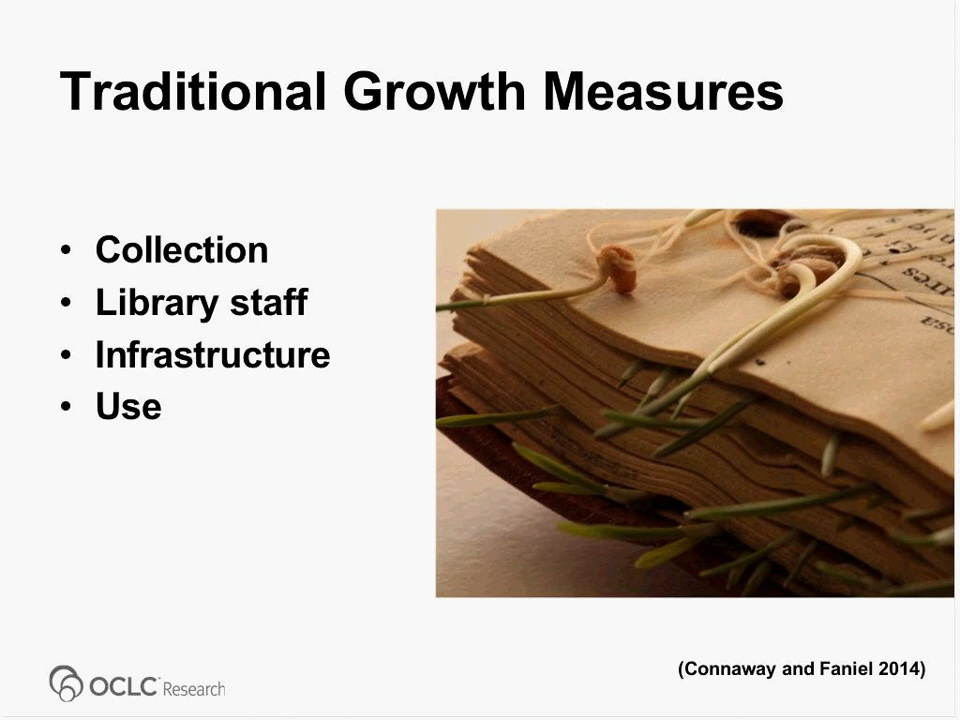 Traditional Growth Measures
• Collection
• Library staff
• Infrastructure
• Use
(Connaway and Faniel 2014)
OCLC Research